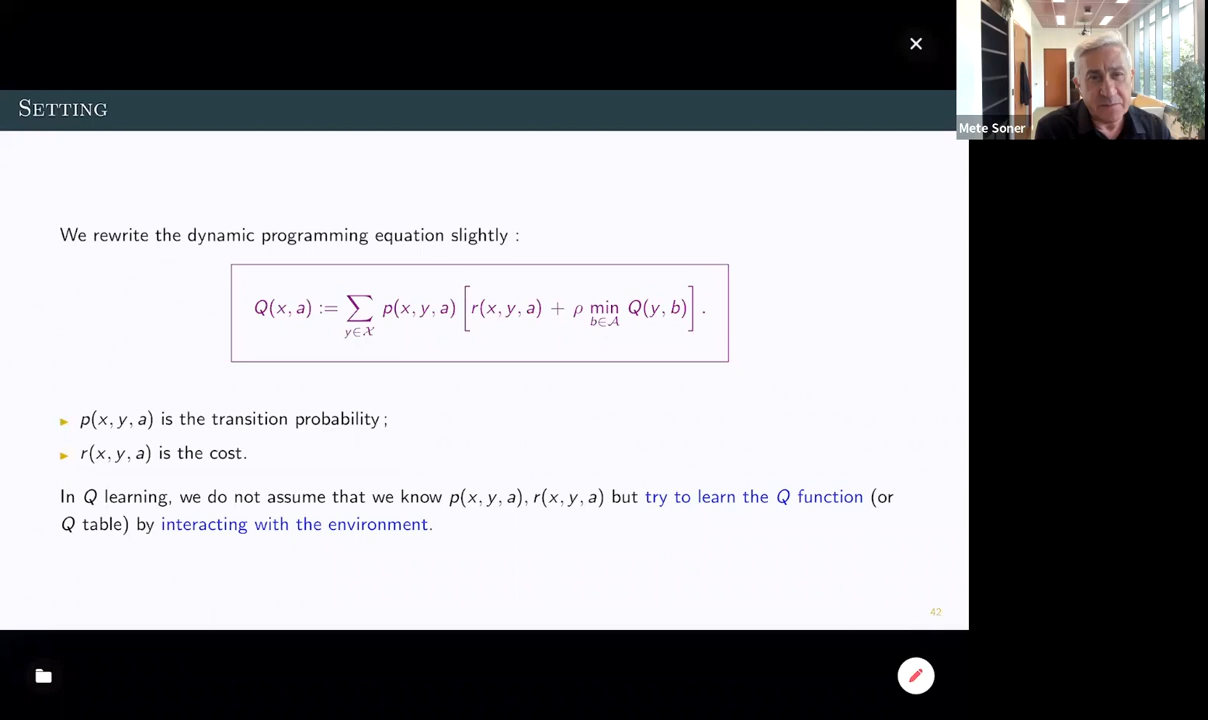 SETTING
Mete Soner
We rewrite the dynamic programming equation slightly :
Q(x, a) := ∑_{y∈𝒳} p(x, y, a) [ r(x, y, a) + ρ min_{b∈𝒜} Q(y, b) ] .
► p(x, y, a) is the transition probability ;
► r(x, y, a) is the cost.
In Q learning, we do not assume that we know p(x, y, a), r(x, y, a) but try to learn the Q function (or
Q table) by interacting with the environment.
42